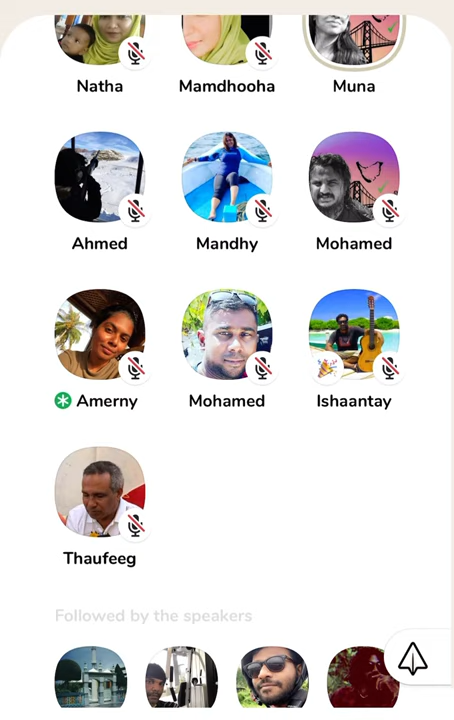 Natha Mamdhooha Muna
Ahmed Mandhy Mohamed
Amerny Mohamed Ishaantay
Thaufeeg
Followed by the speakers